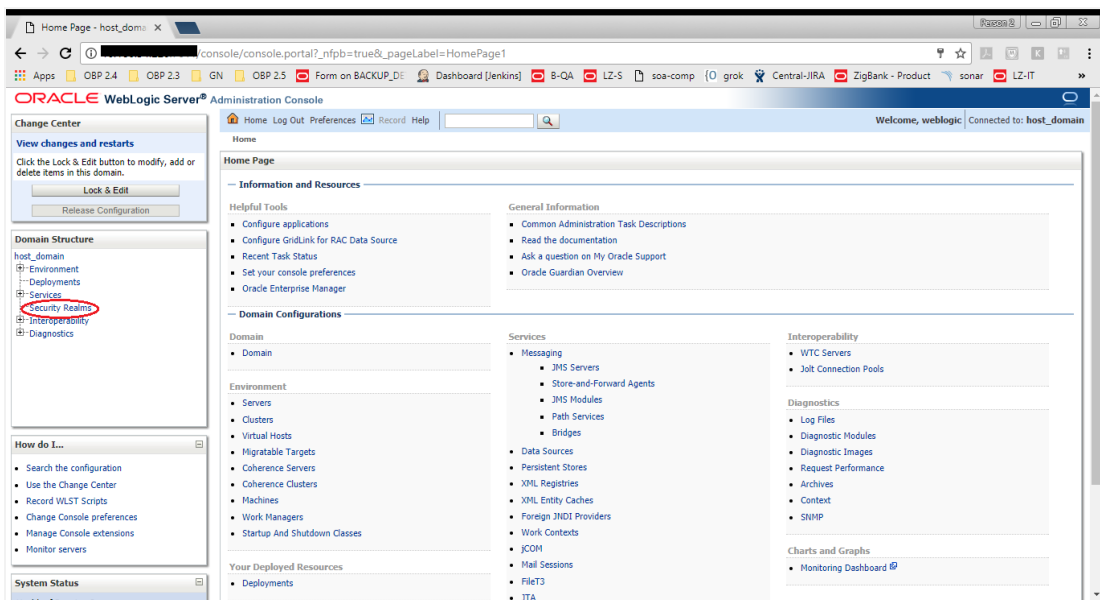 Home Page - host_doma
Person 2
/console/console.portal?_nfpb=true&_pageLabel=HomePage1
Apps OBP 2.4 OBP 2.3 GN OBP 2.5 Form on BACKUP_DE Dashboard [Jenkins] B-QA LZ-S soa-comp grok Central-JIRA ZigBank - Product sonar LZ-IT »
ORACLE WebLogic Server® Administration Console
Change Center
View changes and restarts
Click the Lock & Edit button to modify, add or
delete items in this domain.
Lock & Edit
Release Configuration
Domain Structure
host_domain
Environment
Deployments
Services
Security Realms
Interoperability
Diagnostics
How do I...
Search the configuration
Use the Change Center
Record WLST Scripts
Change Console preferences
Manage Console extensions
Monitor servers
System Status
Home Log Out Preferences Record Help
Welcome, weblogic Connected to: host_domain
Home
Home Page
Information and Resources
Helpful Tools
Configure applications
Configure GridLink for RAC Data Source
Recent Task Status
Set your console preferences
Oracle Enterprise Manager
General Information
Common Administration Task Descriptions
Read the documentation
Ask a question on My Oracle Support
Oracle Guardian Overview
Domain Configurations
Domain
Domain
Environment
Servers
Clusters
Virtual Hosts
Migratable Targets
Coherence Servers
Coherence Clusters
Machines
Work Managers
Startup And Shutdown Classes
Your Deployed Resources
Deployments
Services
Messaging
JMS Servers
Store-and-Forward Agents
JMS Modules
Path Services
Bridges
Data Sources
Persistent Stores
XML Registries
XML Entity Caches
Foreign JNDI Providers
Work Contexts
jCOM
Mail Sessions
FileT3
JTA
Interoperability
WTC Servers
Jolt Connection Pools
Diagnostics
Log Files
Diagnostic Modules
Diagnostic Images
Request Performance
Archives
Context
SNMP
Charts and Graphs
Monitoring Dashboard